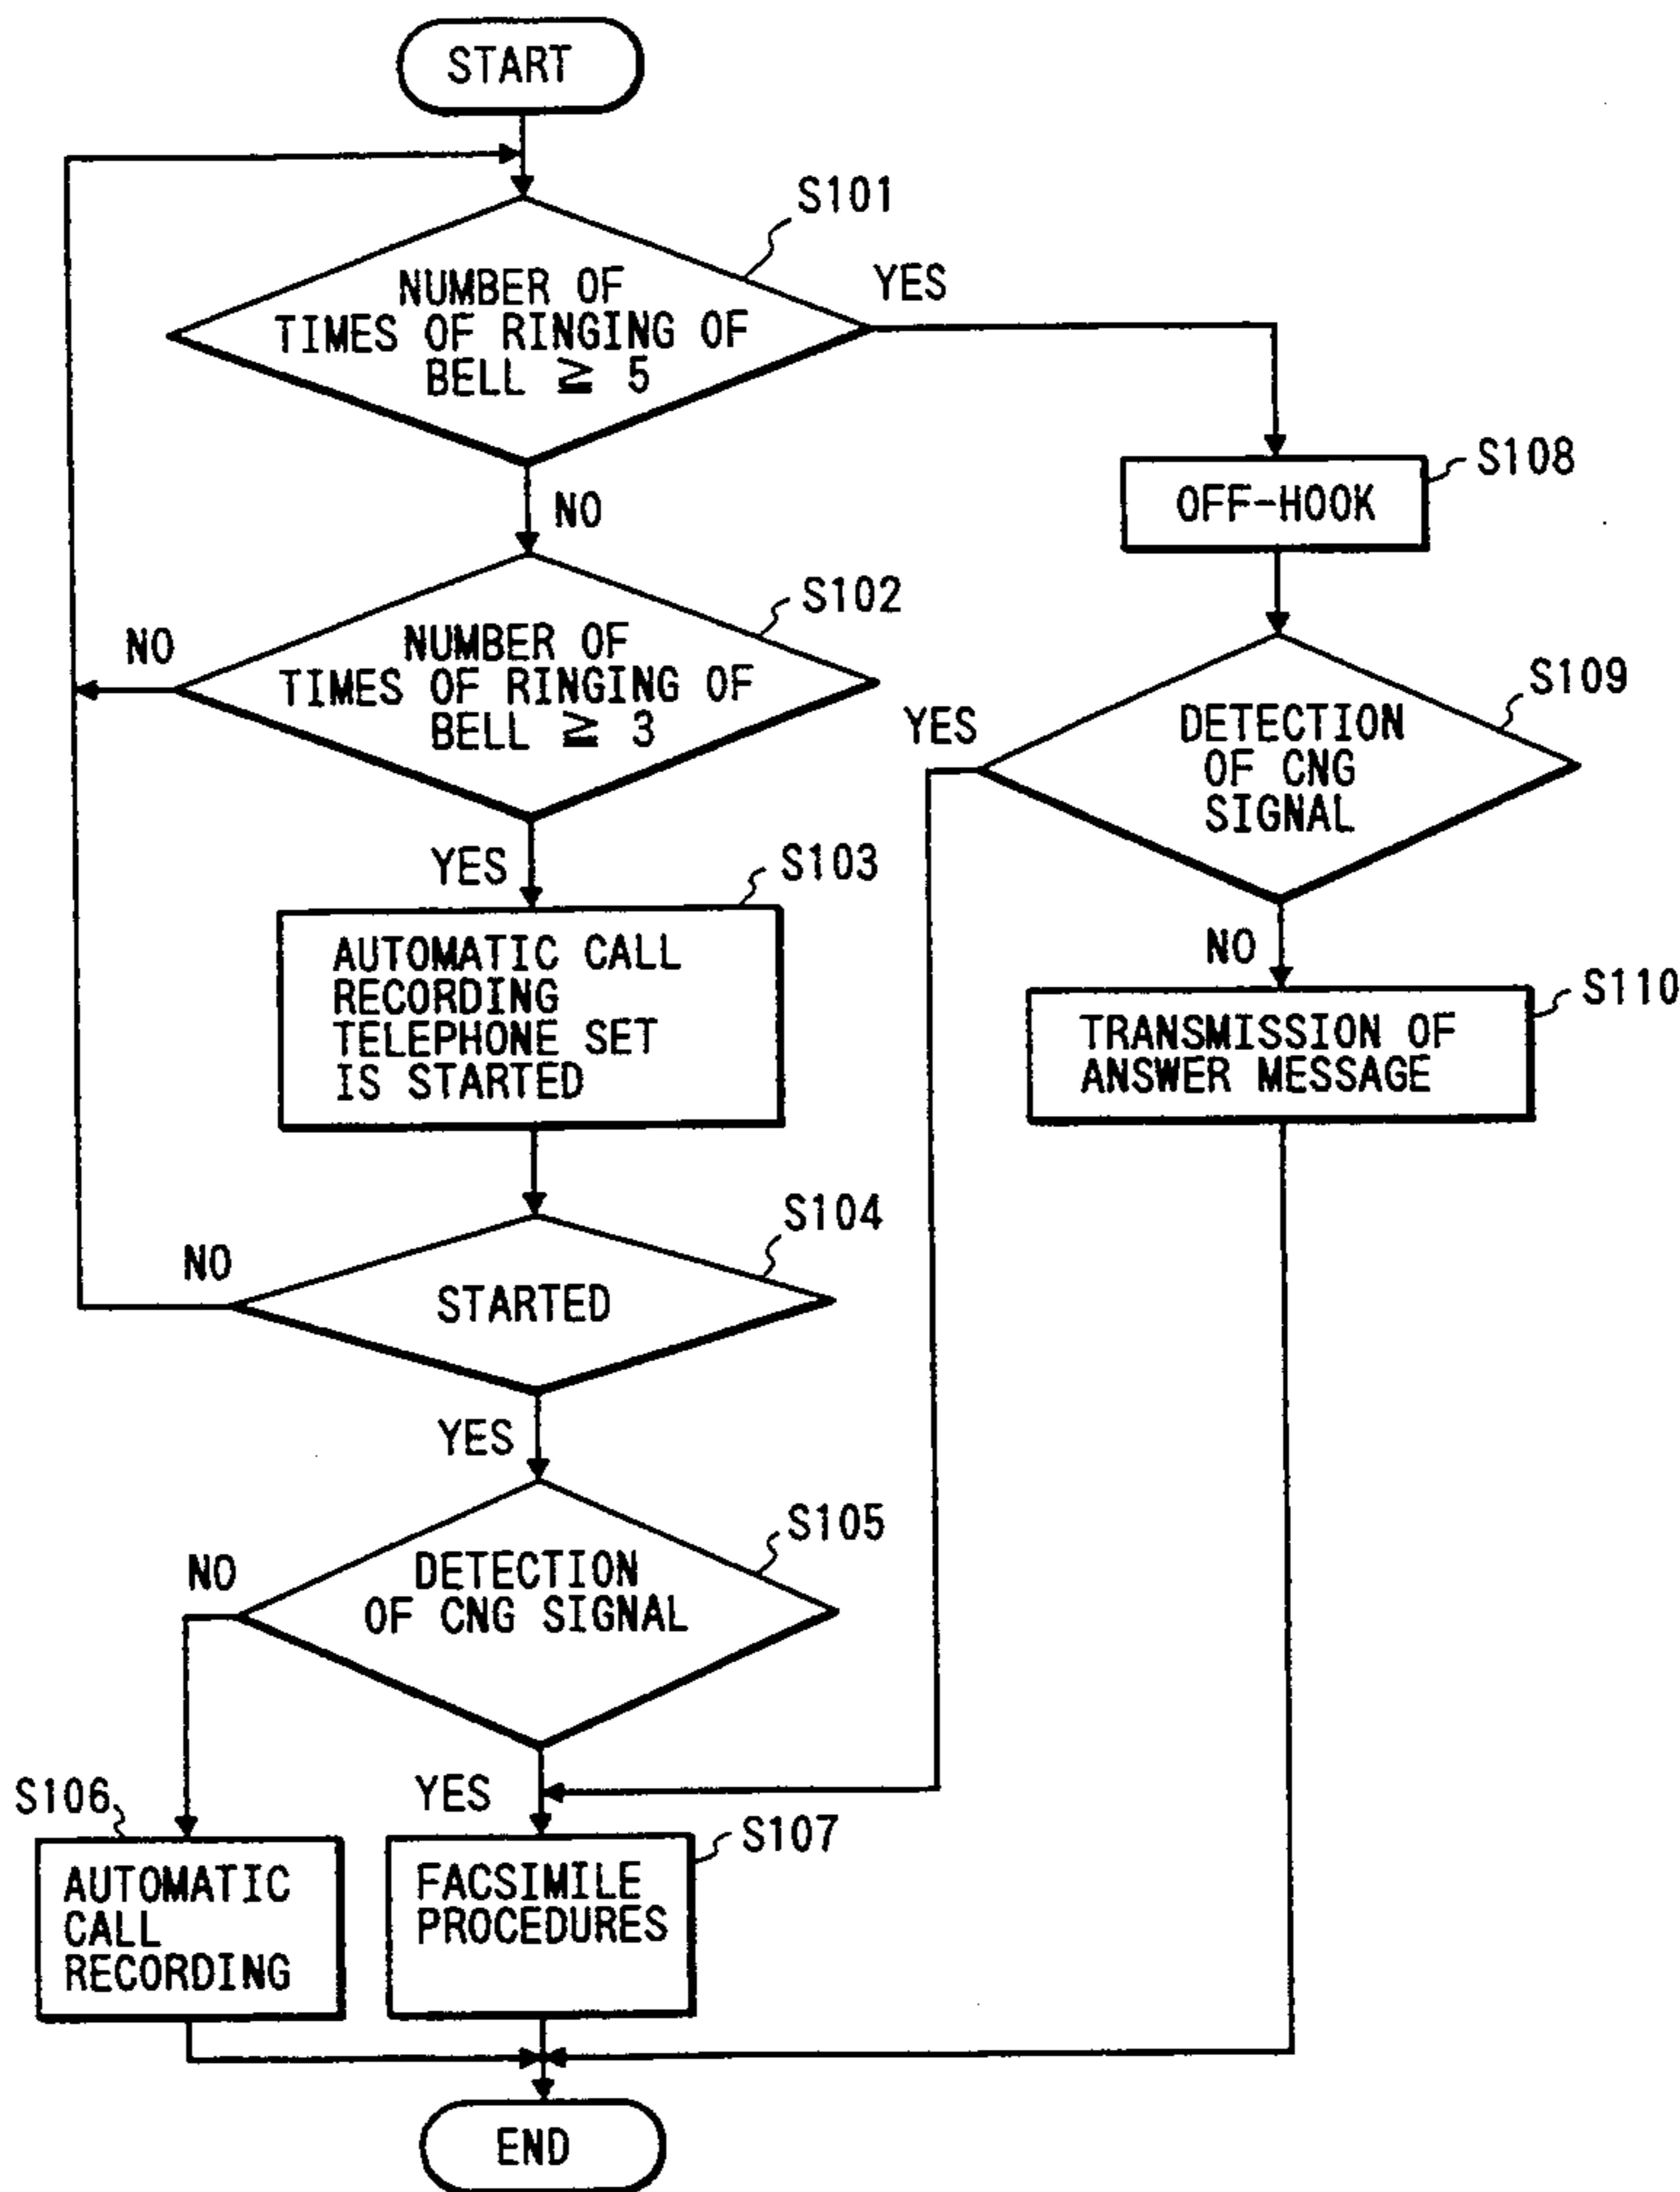 START
S101
NUMBER OF
TIMES OF RINGING OF
BELL ≧ 5
YES
NO
S108
OFF-HOOK
S102
NUMBER OF
TIMES OF RINGING OF
BELL ≧ 3
NO
YES
S109
DETECTION
OF CNG
SIGNAL
YES
NO
S103
AUTOMATIC CALL
RECORDING
TELEPHONE SET
IS STARTED
S110
TRANSMISSION OF
ANSWER MESSAGE
S104
STARTED
NO
YES
S105
DETECTION
OF CNG SIGNAL
NO
YES
S106
AUTOMATIC
CALL
RECORDING
S107
FACSIMILE
PROCEDURES
END